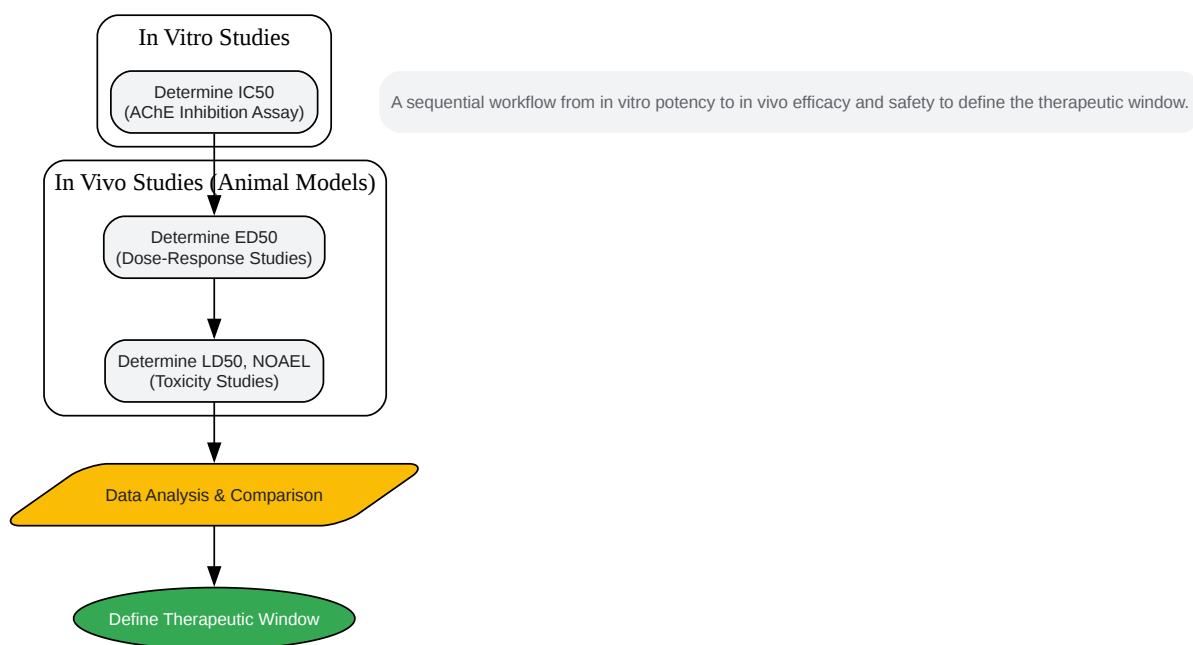 In Vitro Studies
Determine IC50
(AChE Inhibition Assay)
A sequential workflow from in vitro potency to in vivo efficacy and safety to define the therapeutic window.
In Vivo Studies (Animal Models)
Determine ED50
(Dose-Response Studies)
Determine LD50, NOAEL
(Toxicity Studies)
Data Analysis & Comparison
Define Therapeutic Window